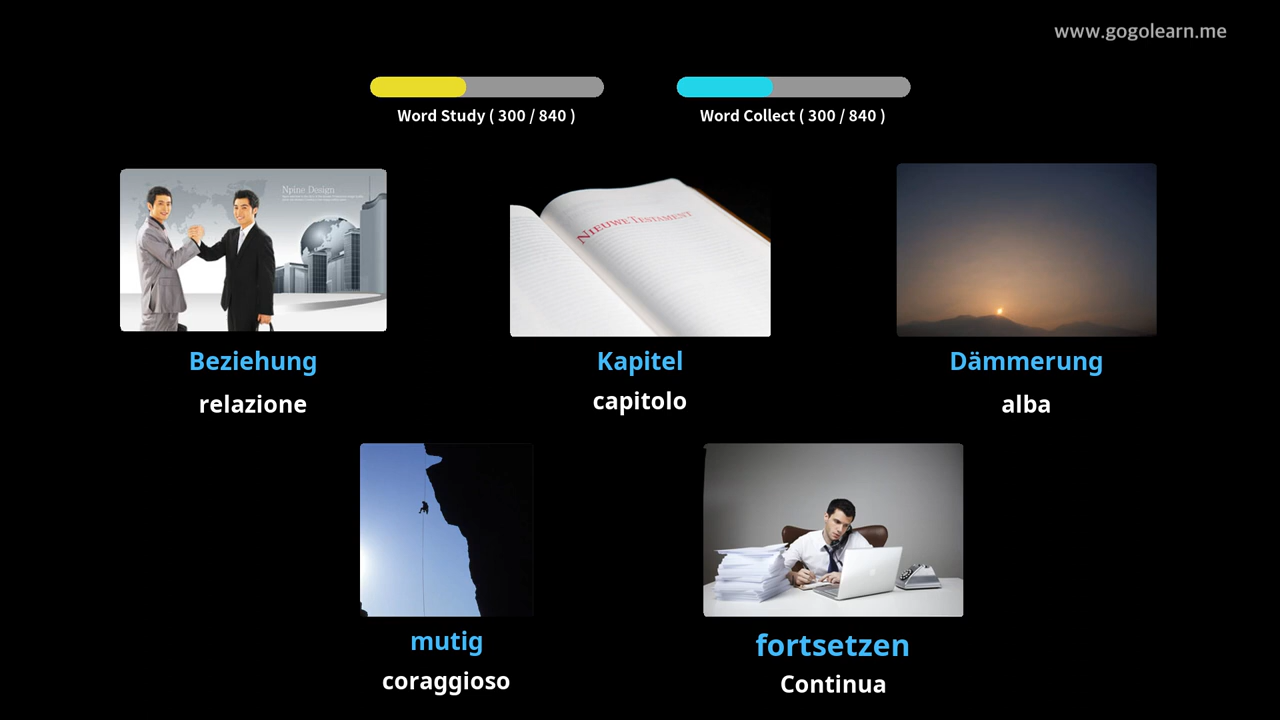 www.gogolearn.me
Word Study ( 300 / 840 )
Word Collect ( 300 / 840 )
Npine Design
NIEUWE TESTAMENT
Beziehung
Kapitel
Dämmerung
relazione
capitolo
alba
mutig
fortsetzen
coraggioso
Continua